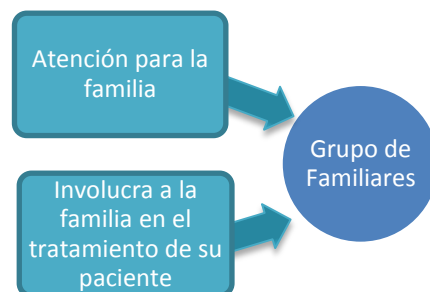 Atención para la
familia
Grupo de
Familiares
Involucra a la
familia en el
tratamiento de su
paciente